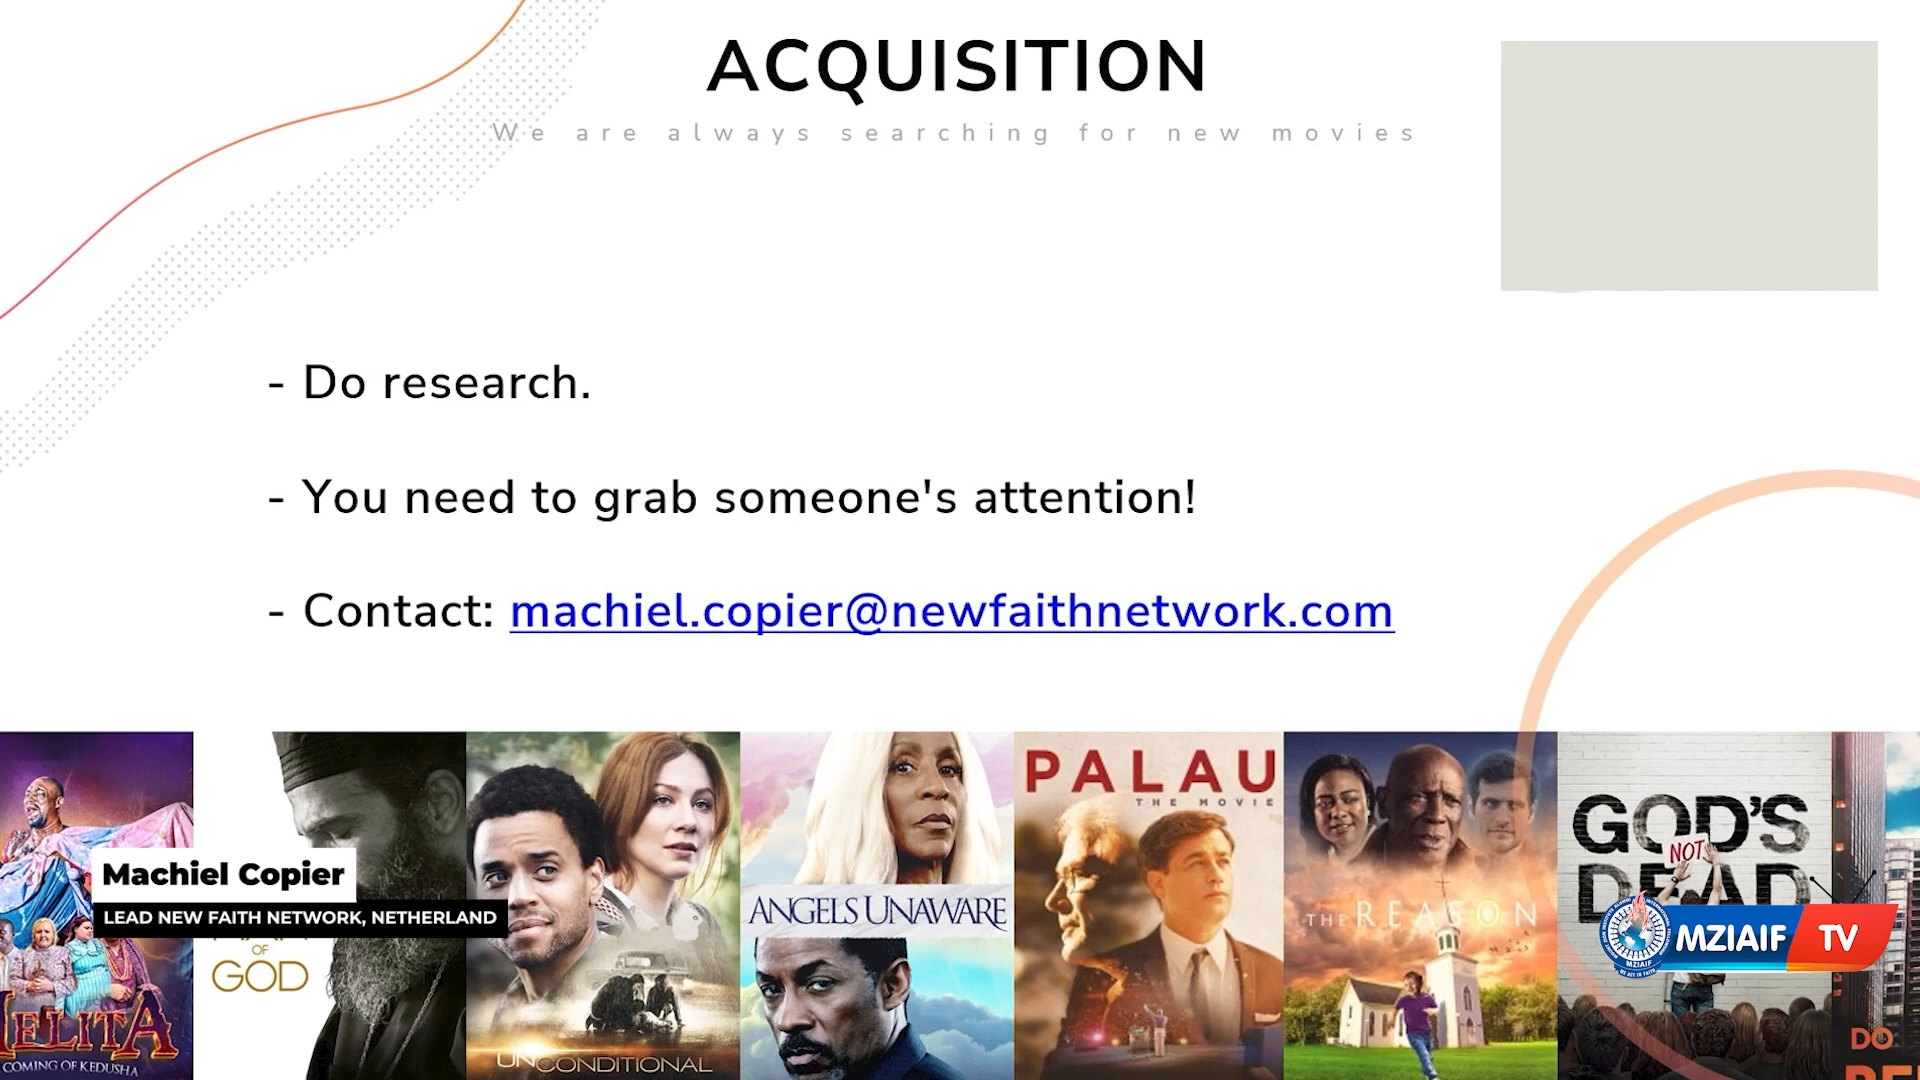 ACQUISITION
We are always searching for new movies
- Do research.
- You need to grab someone's attention!
- Contact: machiel.copier@newfaithnetwork.com
Machiel Copier
LEAD NEW FAITH NETWORK, NETHERLAND
COMING OF KEDUSHA
OF
GOD
UNCONDITIONAL
ANGELS UNAWARE
PALAU
THE MOVIE
THE REASON
GOD'S
NOT
DEAD
MZIAIF TV
MZIAIF
DO